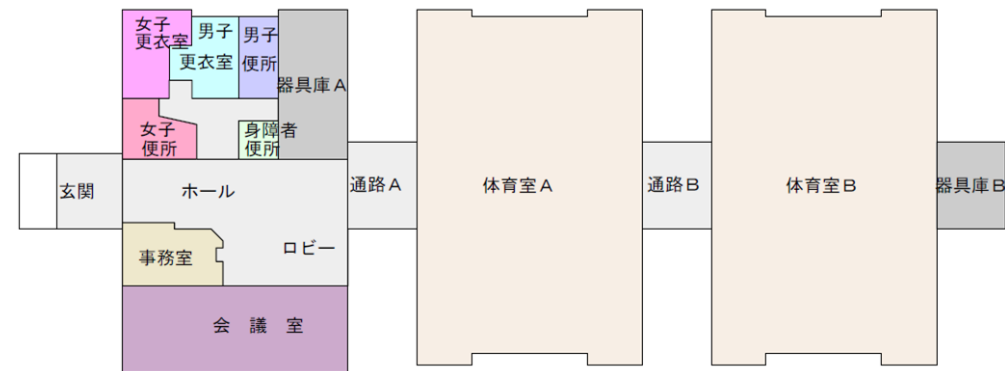 女子
更衣室
男子
更衣室
男子
便所
器具庫A
女子
便所
身障者
便所
玄関
ホール
通路A
体育室A
通路B
体育室B
器具庫B
事務室
ロビー
会議室